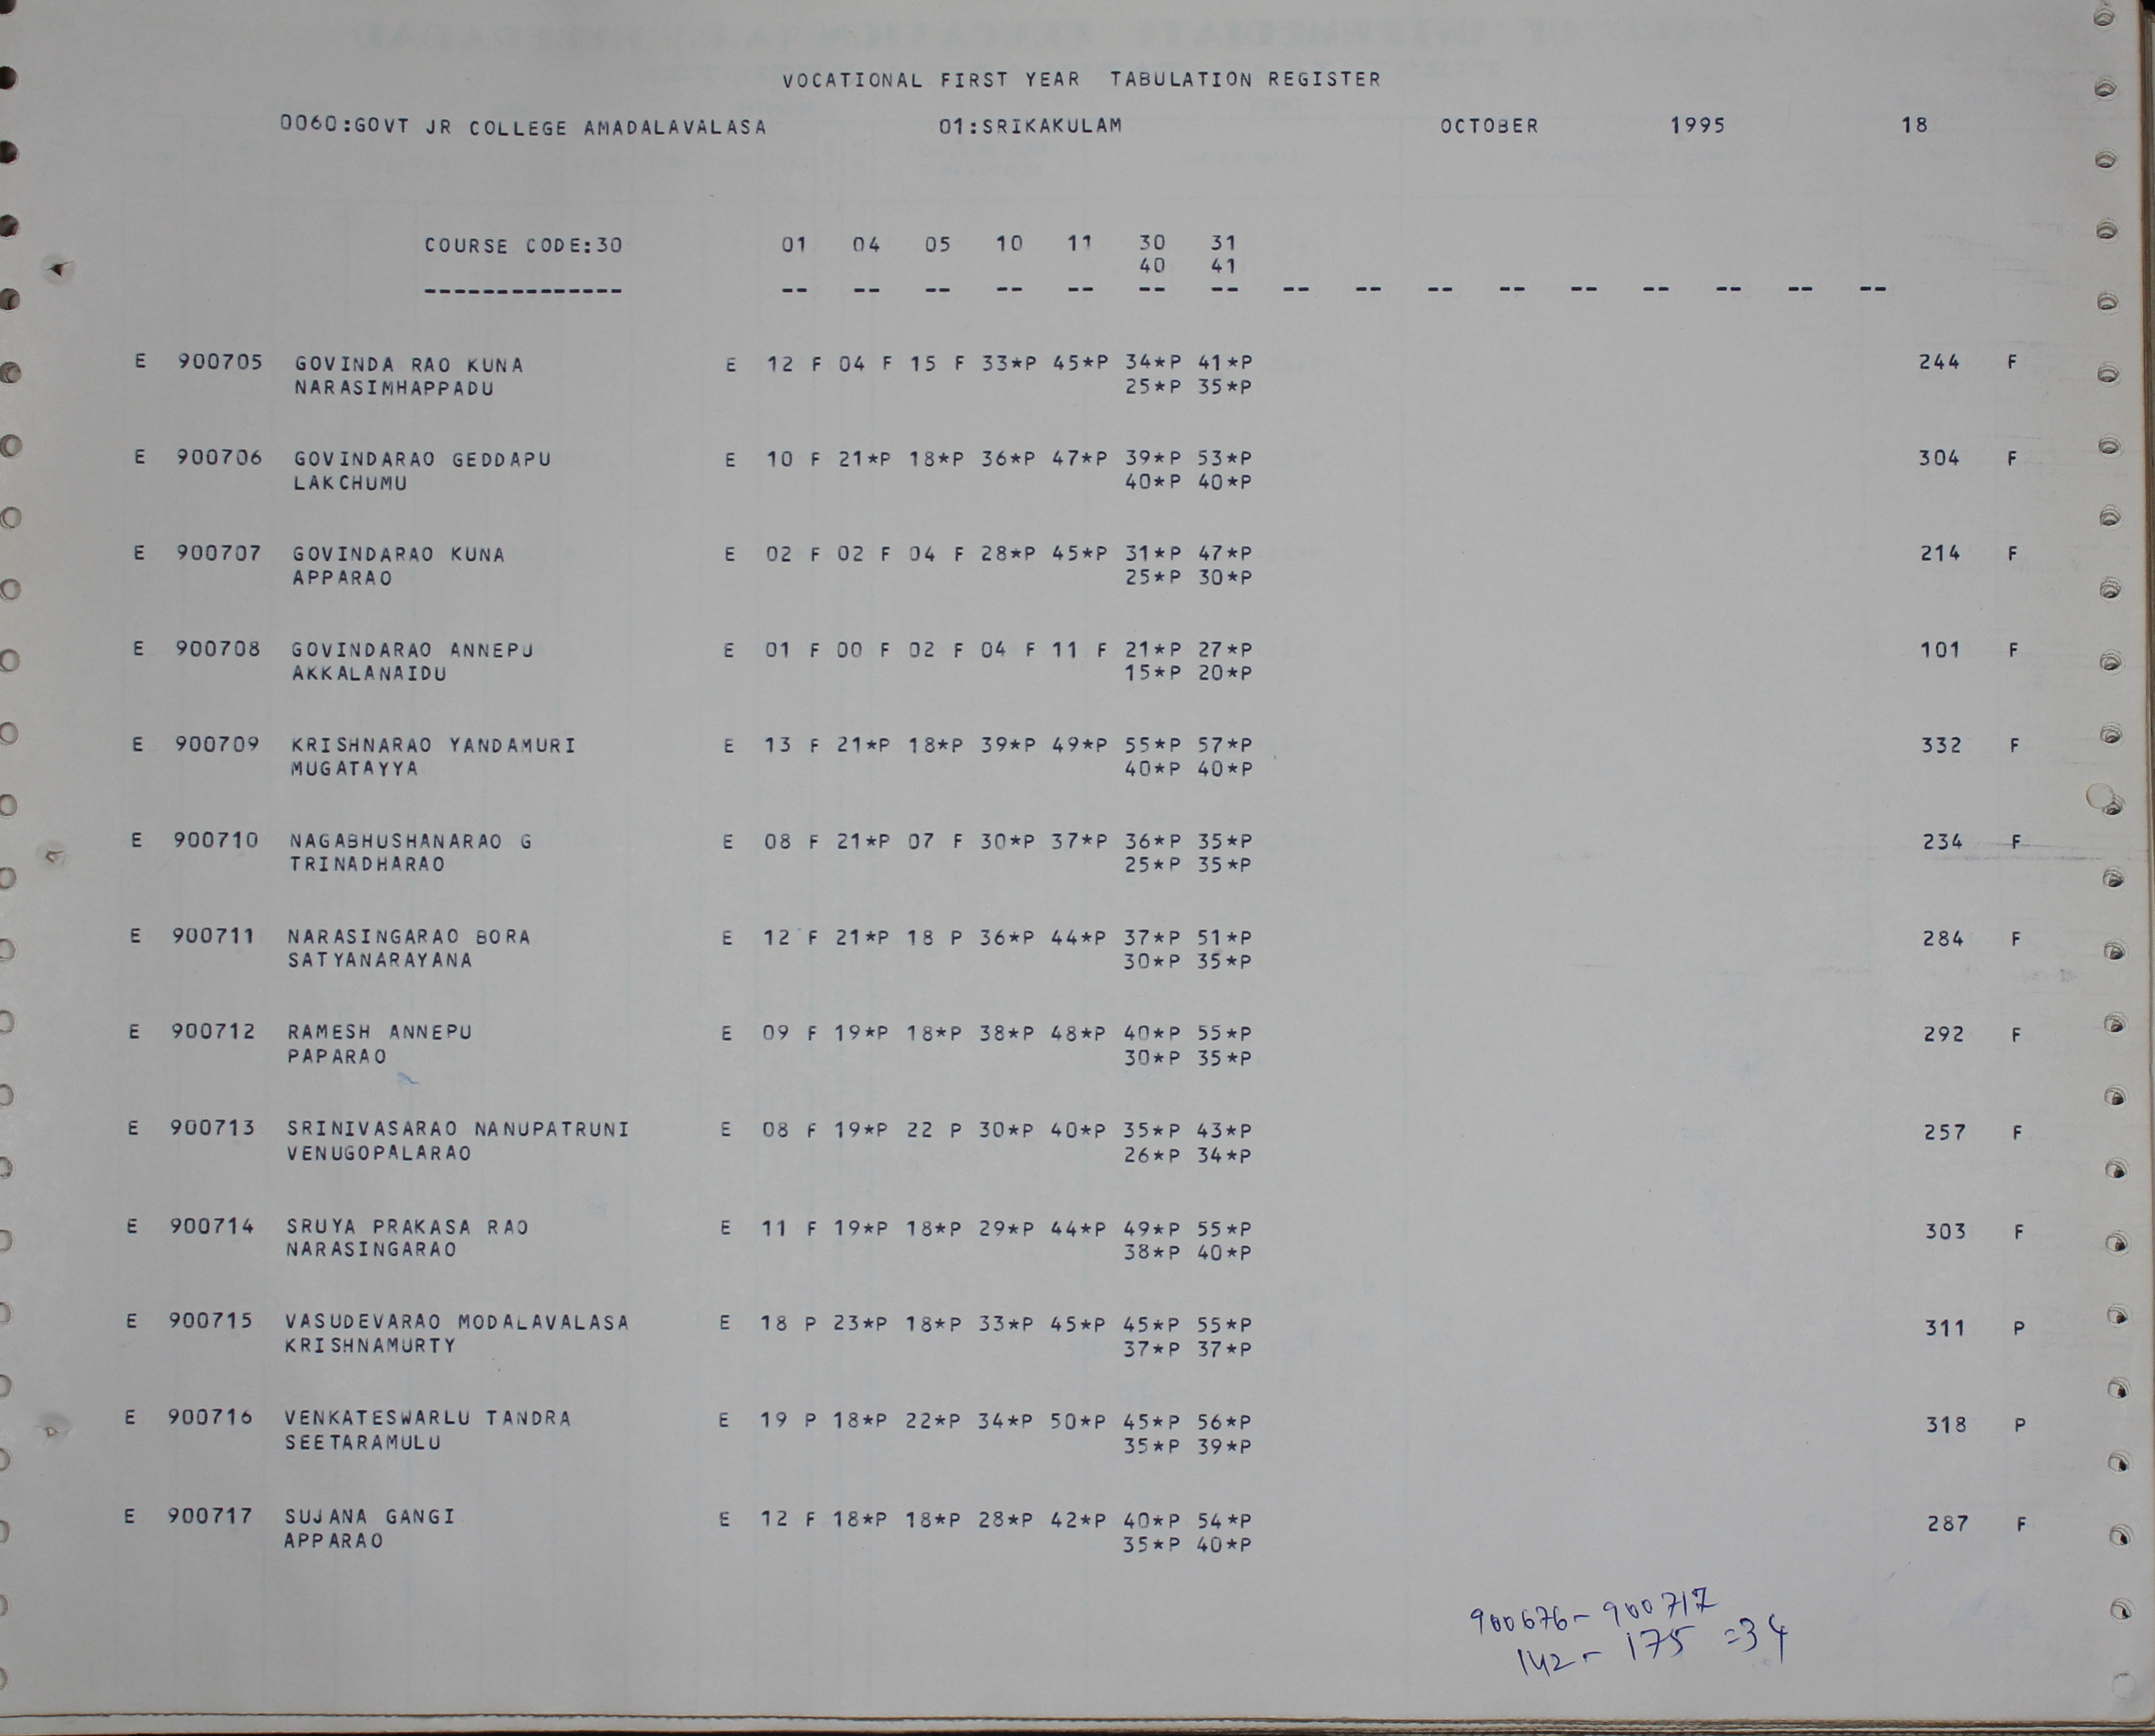 VOCATIONAL FIRST YEAR TABULATION REGISTER
0060:GOVT JR COLLEGE AMADALAVALASA 01:SRIKAKULAM OCTOBER 1995 18
COURSE CODE:30 01 04 05 10 11 30 31
40 41
-------------- -- -- -- -- -- -- -- -- -- -- -- -- -- -- -- --
E 900705 GOVINDA RAO KUNA E 12 F 04 F 15 F 33*P 45*P 34*P 41*P 244 F
NARASIMHAPPADU 25*P 35*P
E 900706 GOVINDARAO GEDDAPU E 10 F 21*P 18*P 36*P 47*P 39*P 53*P 304 F
LAKCHUMU 40*P 40*P
E 900707 GOVINDARAO KUNA E 02 F 02 F 04 F 28*P 45*P 31*P 47*P 214 F
APPARAO 25*P 30*P
E 900708 GOVINDARAO ANNEPU E 01 F 00 F 02 F 04 F 11 F 21*P 27*P 101 F
AKKALANAIDU 15*P 20*P
E 900709 KRISHNARAO YANDAMURI E 13 F 21*P 18*P 39*P 49*P 55*P 57*P 332 F
MUGATAYYA 40*P 40*P
E 900710 NAGABHUSHANARAO G E 08 F 21*P 07 F 30*P 37*P 36*P 35*P 234 F
TRINADHARAO 25*P 35*P
E 900711 NARASINGARAO BORA E 12 F 21*P 18 P 36*P 44*P 37*P 51*P 284 F
SATYANARAYANA 30*P 35*P
E 900712 RAMESH ANNEPU E 09 F 19*P 18*P 38*P 48*P 40*P 55*P 292 F
PAPARAO 30*P 35*P
E 900713 SRINIVASARAO NANUPATRUNI E 08 F 19*P 22 P 30*P 40*P 35*P 43*P 257 F
VENUGOPALARAO 26*P 34*P
E 900714 SRUYA PRAKASA RAO E 11 F 19*P 18*P 29*P 44*P 49*P 55*P 303 F
NARASINGARAO 38*P 40*P
E 900715 VASUDEVARAO MODALAVALASA E 18 P 23*P 18*P 33*P 45*P 45*P 55*P 311 P
KRISHNAMURTY 37*P 37*P
E 900716 VENKATESWARLU TANDRA E 19 P 18*P 22*P 34*P 50*P 45*P 56*P 318 P
SEETARAMULU 35*P 39*P
E 900717 SUJANA GANGI E 12 F 18*P 18*P 28*P 42*P 40*P 54*P 287 F
APPARAO 35*P 40*P
900676- 900717
142- 175 =34